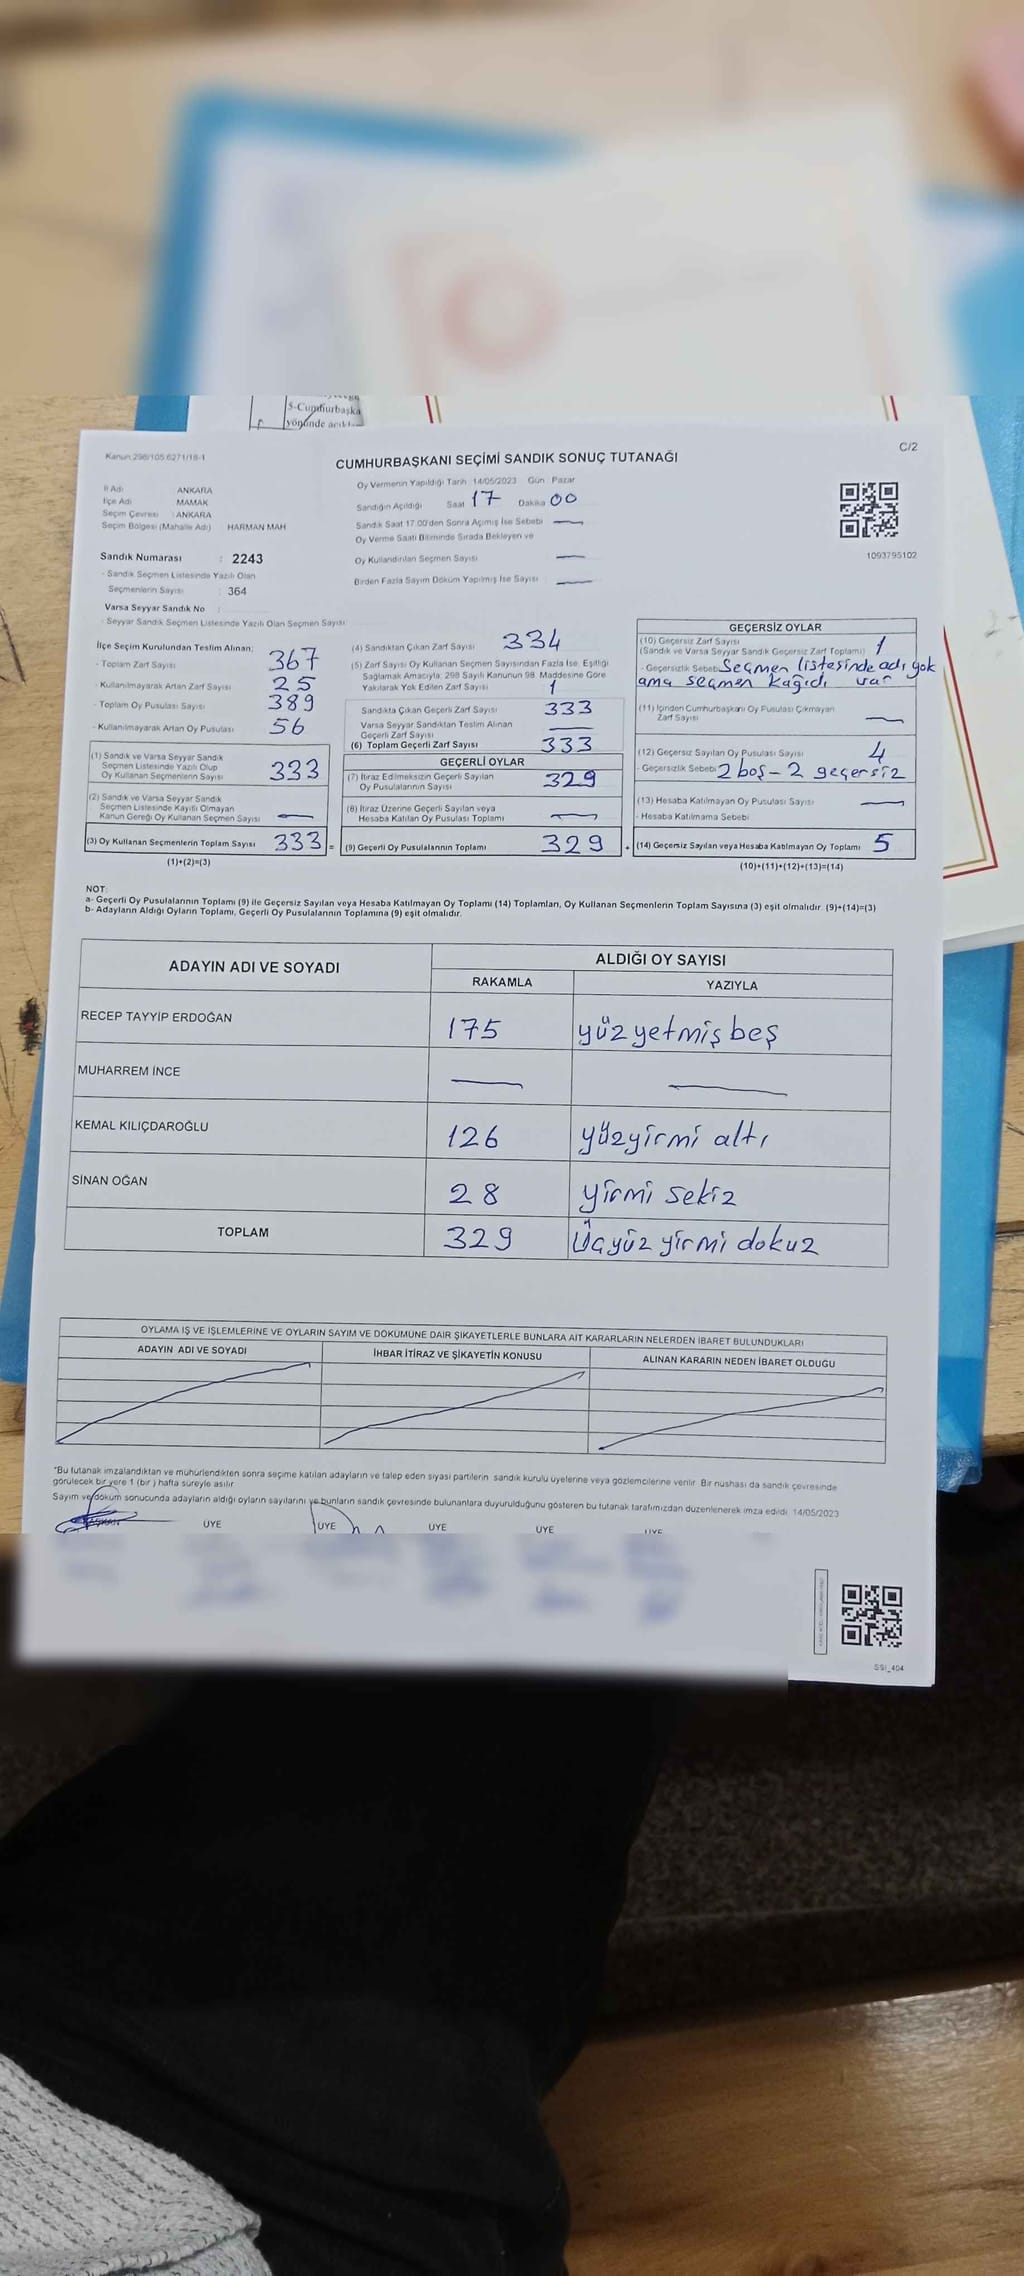 5-Cumhurbaşka
yönünde
Kanun:298/105.6271/18-1
C/2
CUMHURBAŞKANI SEÇİMİ SANDIK SONUÇ TUTANAĞI
Oy Vermenin Yapıldığı Tarih 14/05/2023 Gün Pazar
İl Adı ANKARA
İlçe Adı MAMAK
Seçim Çevresi : ANKARA
Seçim Bölgesi (Mahalle Adı) HARMAN MAH
Sandığın Açıldığı Saat 17 Dakika 00
Sandık Saat 17.00'den Sonra Açımış İse Sebebi —
Oy Verme Saati Bitiminde Sırada Bekleyen ve
Oy Kullandırılan Seçmen Sayısı —
Birden Fazla Sayım Döküm Yapılmış İse Sayısı —
1093795102
Sandık Numarası : 2243
- Sandık Seçmen Listesinde Yazılı Olan
Seçmenlerin Sayısı : 364
Varsa Seyyar Sandık No :
- Seyyar Sandık Seçmen Listesinde Yazılı Olan Seçmen Sayısı:
İlçe Seçim Kurulundan Teslim Alınan;
- Toplam Zarf Sayısı 367
- Kullanılmayarak Artan Zarf Sayısı 25
- Toplam Oy Pusulası Sayısı 389
- Kullanılmayarak Artan Oy Pusulası 56
(1) Sandık ve Varsa Seyyar Sandık
Seçmen Listesinde Yazılı Olup
Oy Kullanan Seçmenlerin Sayısı 333
(2) Sandık ve Varsa Seyyar Sandık
Seçmen Listesinde Kayıtlı Olmayan
Kanun Gereği Oy Kullanan Seçmen Sayısı —
(3) Oy Kullanan Seçmenlerin Toplam Sayısı 333 =
(1)+(2)=(3)
(4) Sandıktan Çıkan Zarf Sayısı 334
(5) Zarf Sayısı Oy Kullanan Seçmen Sayısından Fazla İse, Eşitliği
Sağlamak Amacıyla, 298 Sayılı Kanunun 98. Maddesine Göre
Yakılarak Yok Edilen Zarf Sayısı 1
Sandıkta Çıkan Geçerli Zarf Sayısı 333
Varsa Seyyar Sandıktan Teslim Alınan
Geçerli Zarf Sayısı —
(6) Toplam Geçerli Zarf Sayısı 333
GEÇERLİ OYLAR
(7) İtiraz Edilmeksizin Geçerli Sayılan
Oy Pusulalarının Sayısı 329
(8) İtiraz Üzerine Geçerli Sayılan veya
Hesaba Katılan Oy Pusulası Toplamı —
(9) Geçerli Oy Pusulalarının Toplamı 329 +
GEÇERSİZ OYLAR
(10) Geçersiz Zarf Sayısı
(Sandık ve Varsa Seyyar Sandık Geçersiz Zarf Toplamı) 1
- Geçersizlik Sebebi Seçmen listesinde adı yok
ama seçmen kağıdı var
(11) İçinden Cumhurbaşkanı Oy Pusulası Çıkmayan
Zarf Sayısı —
(12) Geçersiz Sayılan Oy Pusulası Sayısı 4
- Geçersizlik Sebebi 2 boş - 2 geçersiz
(13) Hesaba Katılmayan Oy Pusulası Sayısı —
- Hesaba Katılmama Sebebi
(14) Geçersiz Sayılan veya Hesaba Katılmayan Oy Toplamı 5
(10)+(11)+(12)+(13)=(14)
NOT:
a- Geçerli Oy Pusulalarının Toplamı (9) ile Geçersiz Sayılan veya Hesaba Katılmayan Oy Toplamı (14) Toplamları, Oy Kullanan Seçmenlerin Toplam Sayısına (3) eşit olmalıdır. (9)+(14)=(3)
b- Adayların Aldığı Oyların Toplamı, Geçerli Oy Pusulalarının Toplamına (9) eşit olmalıdır.
ADAYIN ADI VE SOYADI ALDIĞI OY SAYISI
RAKAMLA YAZIYLA
RECEP TAYYİP ERDOĞAN 175 yüz yetmiş beş
MUHARREM İNCE — —
KEMAL KILIÇDAROĞLU 126 yüzyirmi altı
SİNAN OĞAN 28 yirmi sekiz
TOPLAM 329 Üçyüz yirmi dokuz
OYLAMA İŞ VE İŞLEMLERİNE VE OYLARIN SAYIM VE DÖKÜMÜNE DAİR ŞİKAYETLERLE BUNLARA AİT KARARLARIN NELERDEN İBARET BULUNDUKLARI
ADAYIN ADI VE SOYADI İHBAR İTİRAZ VE ŞİKAYETİN KONUSU ALINAN KARARIN NEDEN İBARET OLDUĞU
*Bu tutanak imzalandıktan ve mühürlendikten sonra seçime katılan adayların ve talep eden siyasi partilerin sandık kurulu üyelerine veya gözlemcilerine verilir. Bir nüshası da sandık çevresinde
görülecek bir yere 1 (bir) hafta süreyle asılır.
Sayım ve döküm sonucunda adayların aldığı oyların sayılarını ve bunların sandık çevresinde bulunanlara duyurulduğunu gösteren bu tutanak tarafımızdan düzenlenerek imza edildi. 14/05/2023
BAŞKAN ÜYE ÜYE ÜYE ÜYE ÜYE
SSI_404